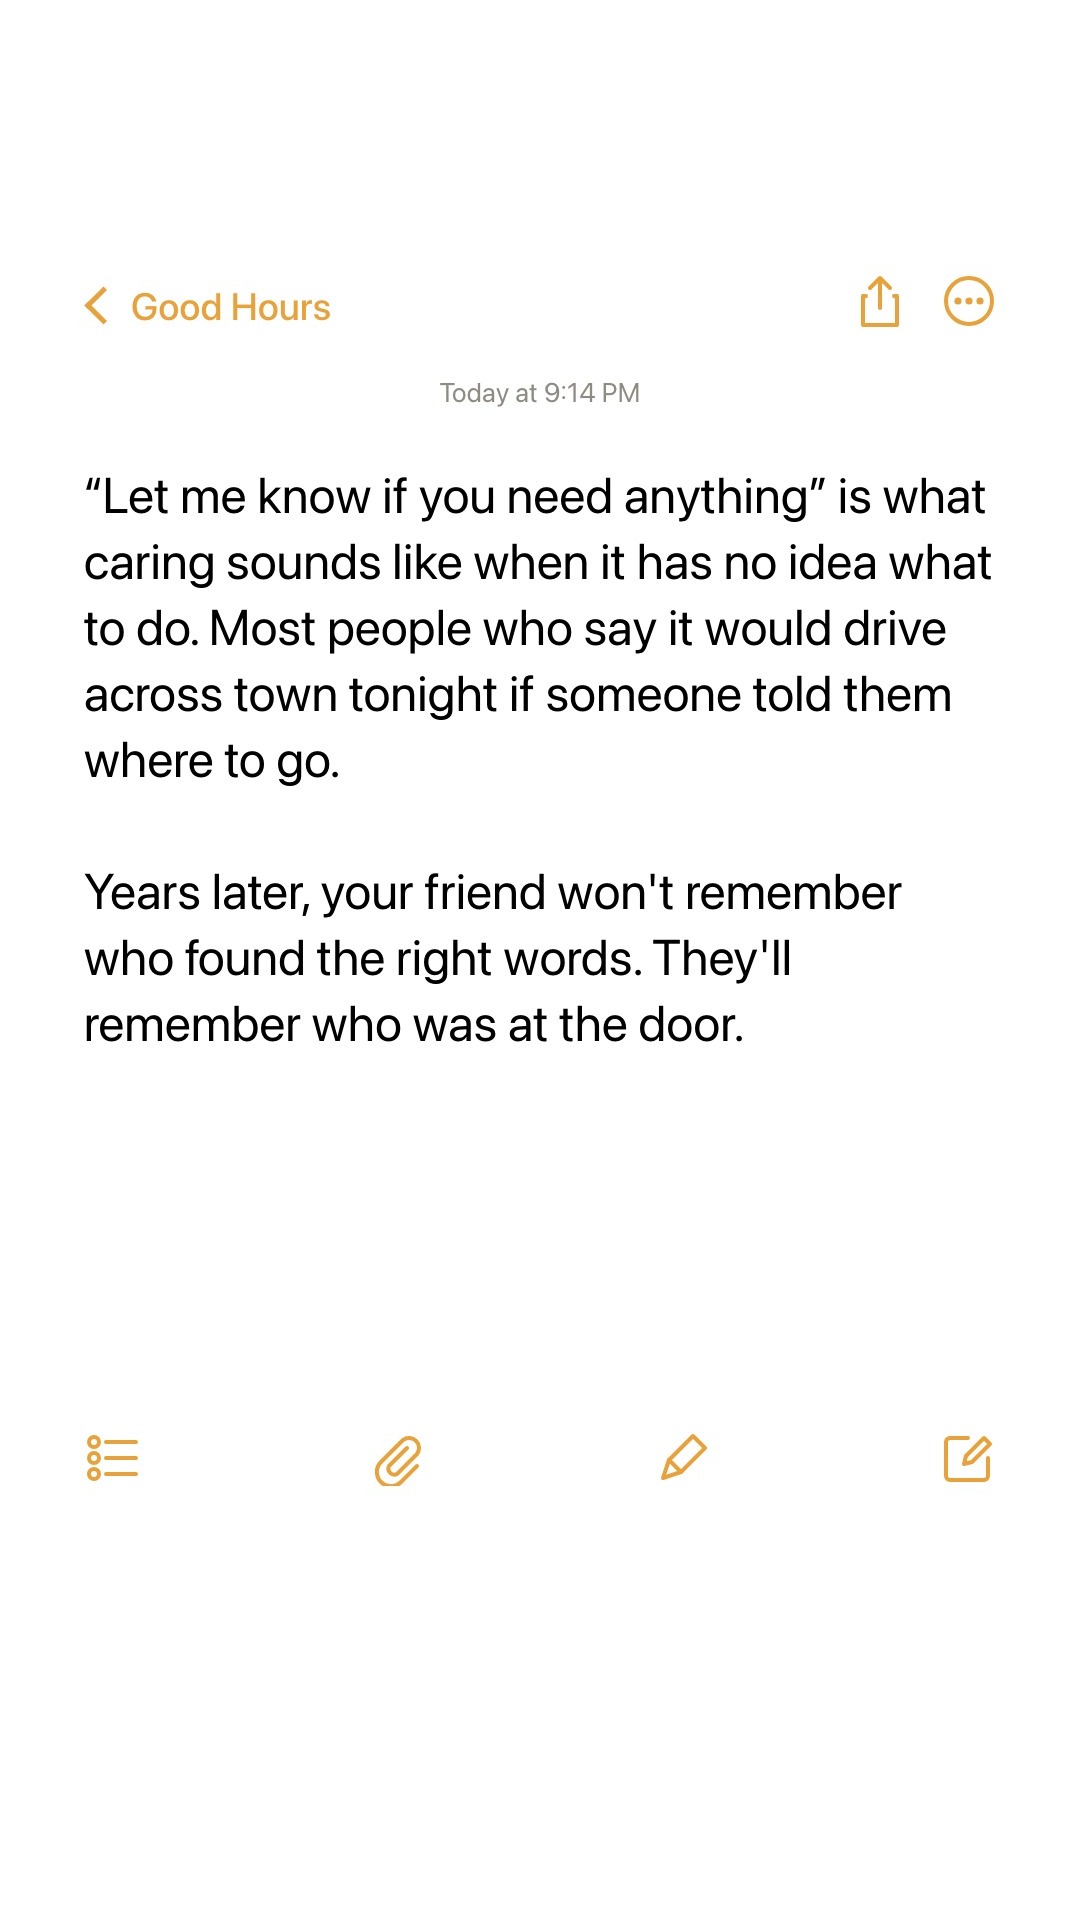 Good Hours
Today at 9:14 PM
“Let me know if you need anything” is what
caring sounds like when it has no idea what
to do. Most people who say it would drive
across town tonight if someone told them
where to go.
Years later, your friend won't remember
who found the right words. They'll
remember who was at the door.